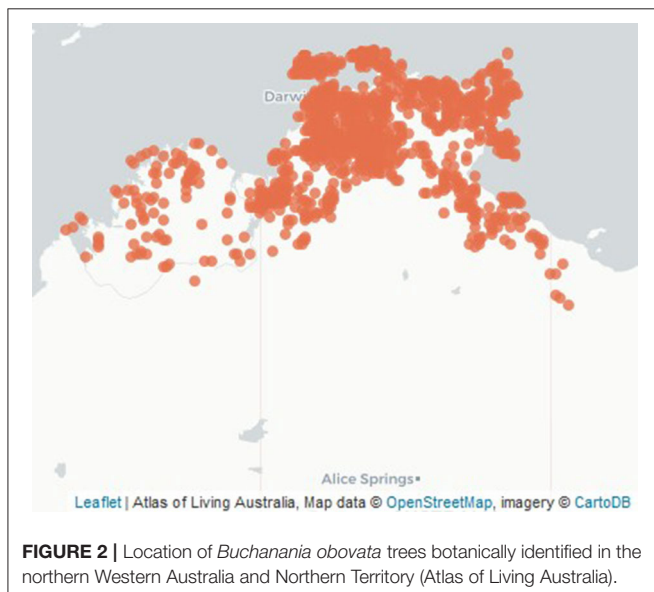 Darwi
Alice Springs
Leaflet | Atlas of Living Australia, Map data © OpenStreetMap, imagery © CartoDB
FIGURE 2 | Location of Buchanania obovata trees botanically identified in the
northern Western Australia and Northern Territory (Atlas of Living Australia).